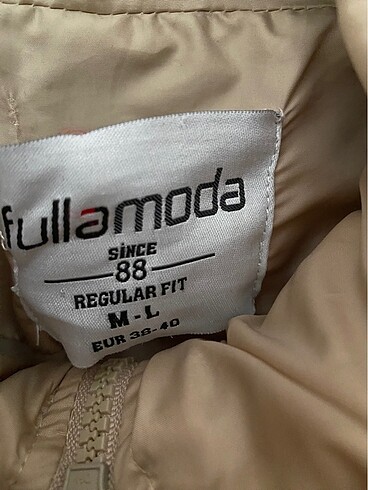 fullamoda
SİNCE
88
REGULAR FIT
M - L
EUR 38-40